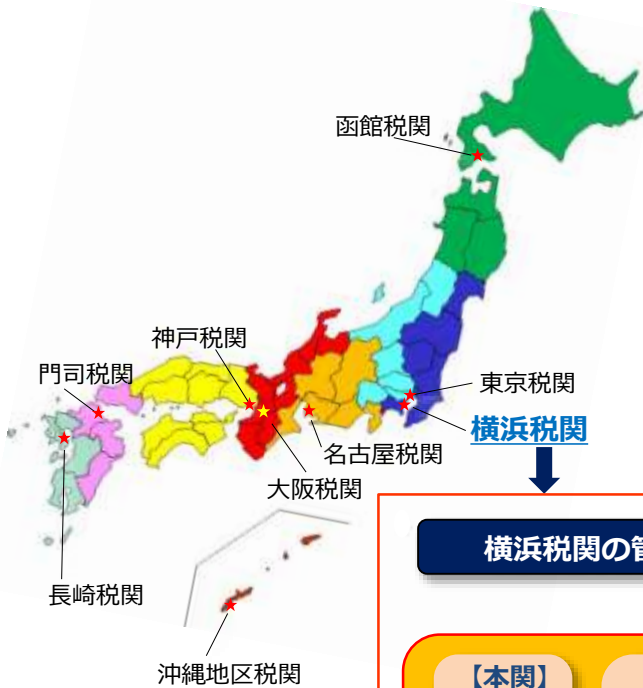 函館税関
神戸税関
門司税関
東京税関
横浜税関
名古屋税関
大阪税関
長崎税関
沖縄地区税関
横浜税関の管
【本関】